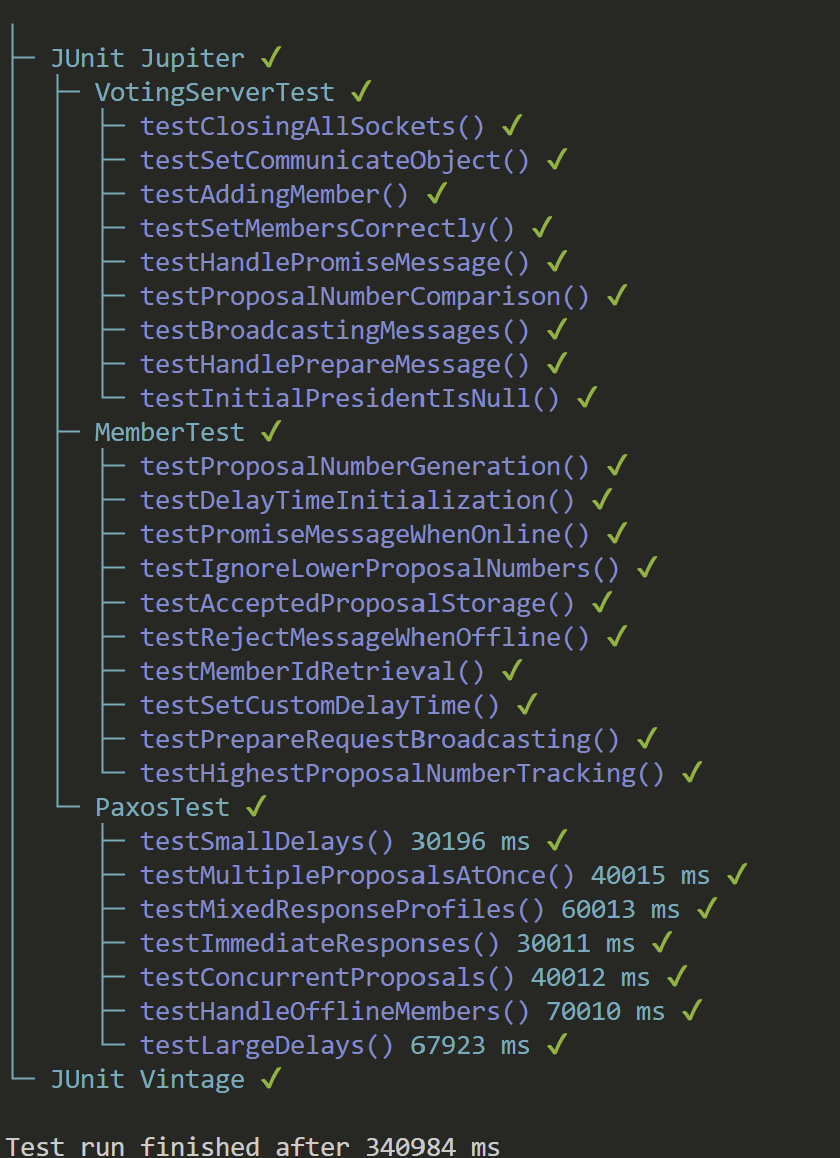 JUnit Jupiter ✓
VotingServerTest ✓
testClosingAllSockets() ✓
testSetCommunicateObject() ✓
testAddingMember() ✓
testSetMembersCorrectly() ✓
testHandlePromiseMessage() ✓
testProposalNumberComparison() ✓
testBroadcastingMessages() ✓
testHandlePrepareMessage() ✓
testInitialPresidentIsNull() ✓
MemberTest ✓
testProposalNumberGeneration() ✓
testDelayTimeInitialization() ✓
testPromiseMessageWhenOnline() ✓
testIgnoreLowerProposalNumbers() ✓
testAcceptedProposalStorage() ✓
testRejectMessageWhenOffline() ✓
testMemberIdRetrieval() ✓
testSetCustomDelayTime() ✓
testPrepareRequestBroadcasting() ✓
testHighestProposalNumberTracking() ✓
PaxosTest ✓
testSmallDelays() 30196 ms ✓
testMultipleProposalsAtOnce() 40015 ms ✓
testMixedResponseProfiles() 60013 ms ✓
testImmediateResponses() 30011 ms ✓
testConcurrentProposals() 40012 ms ✓
testHandleOfflineMembers() 70010 ms ✓
testLargeDelays() 67923 ms ✓
JUnit Vintage ✓
Test run finished after 340984 ms